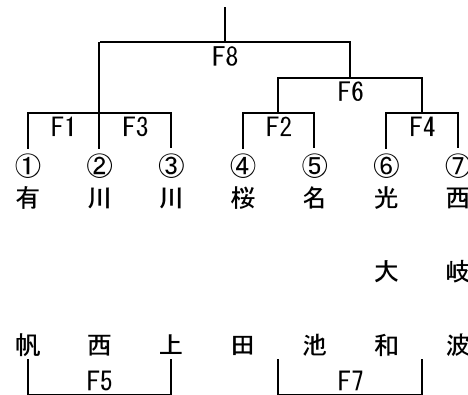 F8
F6
F1 F3 F2 F4
① ② ③ ④ ⑤ ⑥ ⑦
有帆
川西
川上
桜田
名池
光大和
西岐波
F5 F7